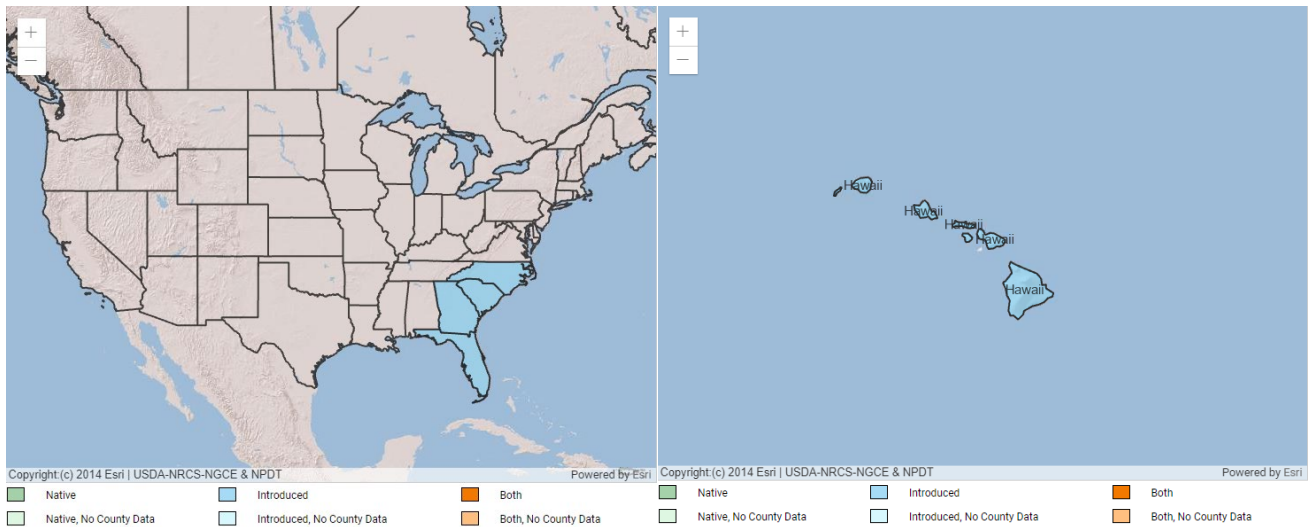 +
−
Copyright:(c) 2014 Esri | USDA-NRCS-NGCE & NPDT Powered by Esri
Native Introduced Both
Native, No County Data Introduced, No County Data Both, No County Data
+
−
Hawaii
Hawaii
Hawaii
Hawaii
Hawaii
Copyright:(c) 2014 Esri | USDA-NRCS-NGCE & NPDT Powered by Esri
Native Introduced Both
Native, No County Data Introduced, No County Data Both, No County Data